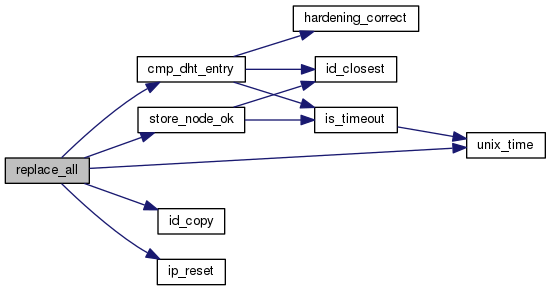 hardening_correct
cmp_dht_entry
id_closest
store_node_ok
is_timeout
unix_time
replace_all
id_copy
ip_reset